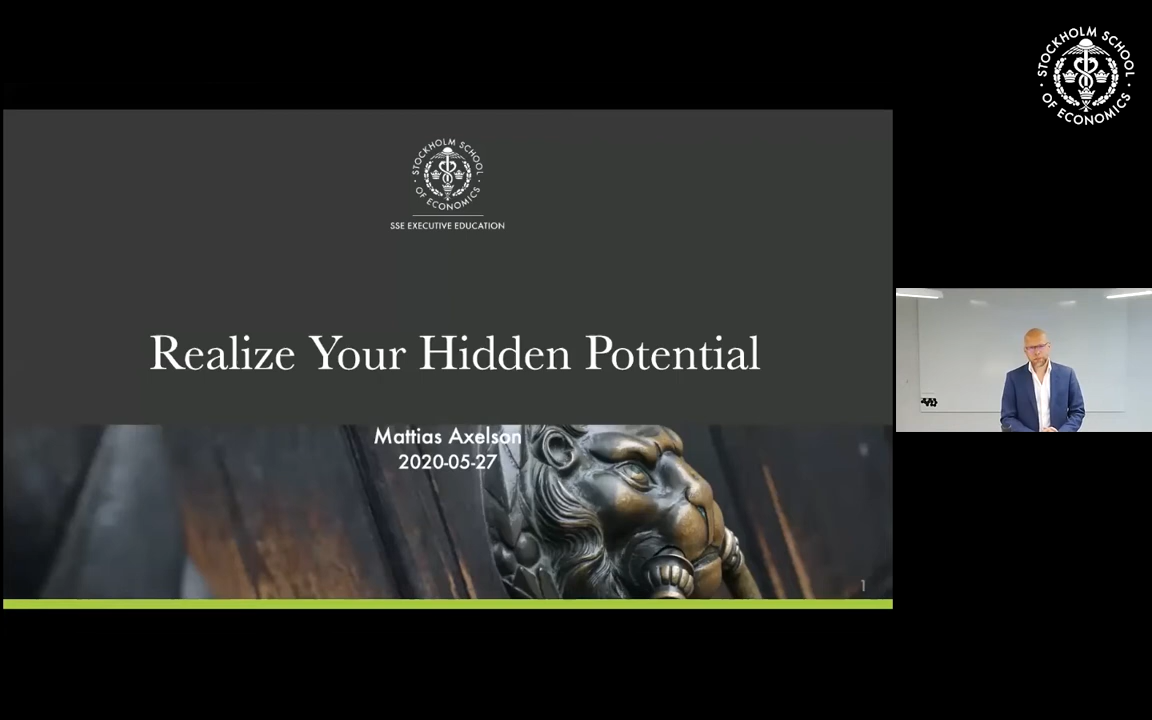 STOCKHOLM SCHOOL
OF ECONOMICS
STOCKHOLM SCHOOL
OF ECONOMICS
SSE EXECUTIVE EDUCATION
Realize Your Hidden Potential
Mattias Axelson
2020-05-27
1